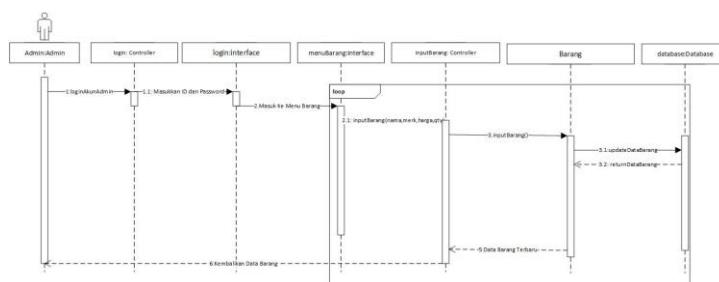 Admin:Admin
login: Controller
login:Interface
menuBarang:Interface
inputBerang: Controller
Barang
database:Database
loop
1:loginAkunAdmin
1.1: Masukkan ID dan Password
2.Masuk Ke Menu Barang
2.1: inputBarang(nama,merk,harga,qty
3.inputBarang()
3.1:updateDataBarang
3.2: returnDataBarang
5.Data Barang Terbaru
6.Kembalikan Data Barang